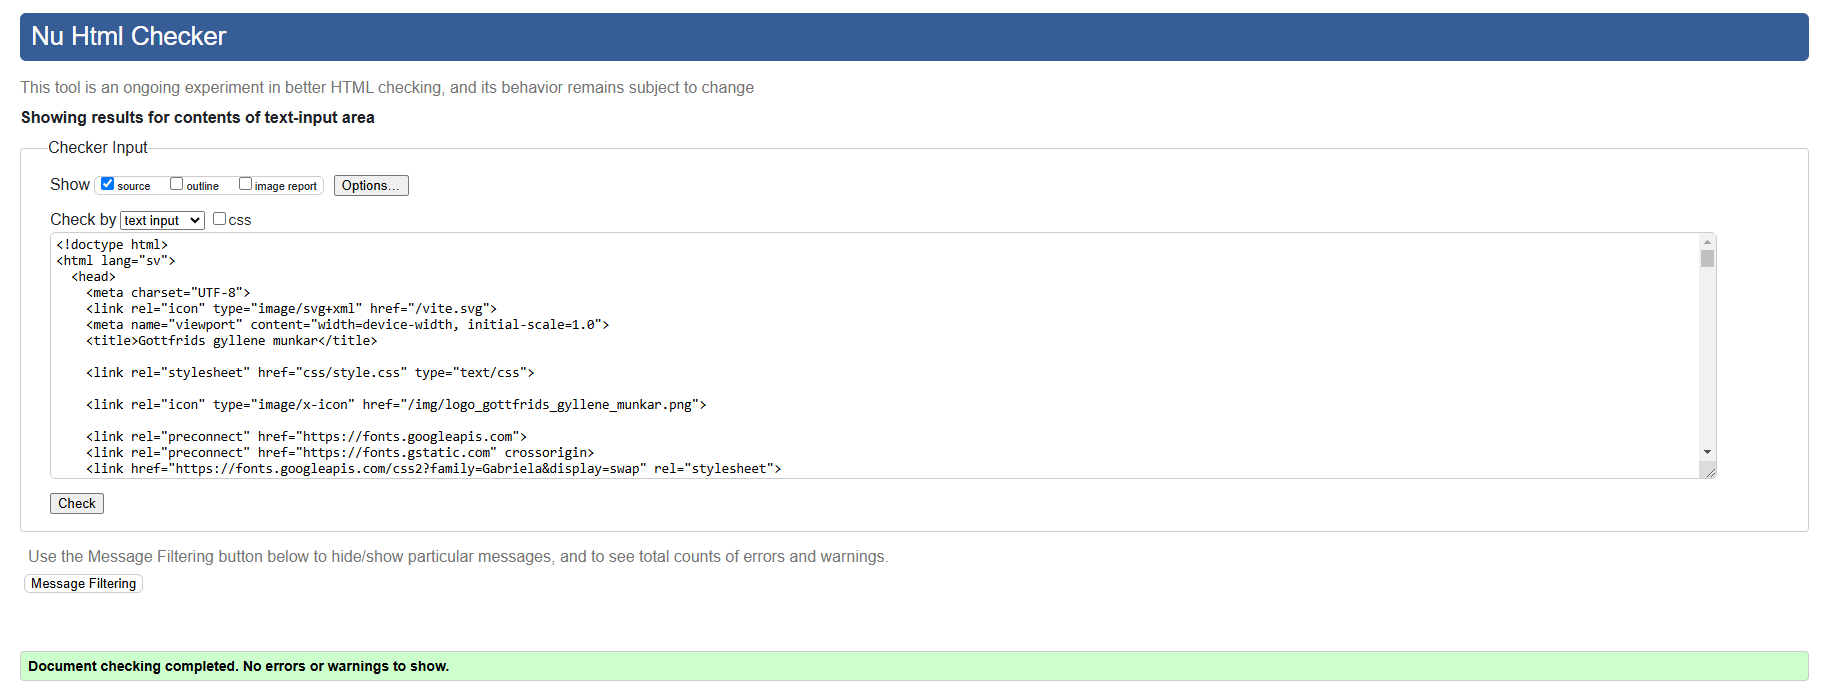 Nu Html Checker
This tool is an ongoing experiment in better HTML checking, and its behavior remains subject to change
Showing results for contents of text-input area
Checker Input
Show source outline image report Options...
Check by text input css
<!doctype html>
<html lang="sv">
  <head>
    <meta charset="UTF-8">
    <link rel="icon" type="image/svg+xml" href="/vite.svg">
    <meta name="viewport" content="width=device-width, initial-scale=1.0">
    <title>Gottfrids gyllene munkar</title>
    <link rel="stylesheet" href="css/style.css" type="text/css">
    <link rel="icon" type="image/x-icon" href="/img/logo_gottfrids_gyllene_munkar.png">
    <link rel="preconnect" href="https://fonts.googleapis.com">
    <link rel="preconnect" href="https://fonts.gstatic.com" crossorigin>
    <link href="https://fonts.googleapis.com/css2?family=Gabriela&display=swap" rel="stylesheet">
Check
Use the Message Filtering button below to hide/show particular messages, and to see total counts of errors and warnings.
Message Filtering
Document checking completed. No errors or warnings to show.